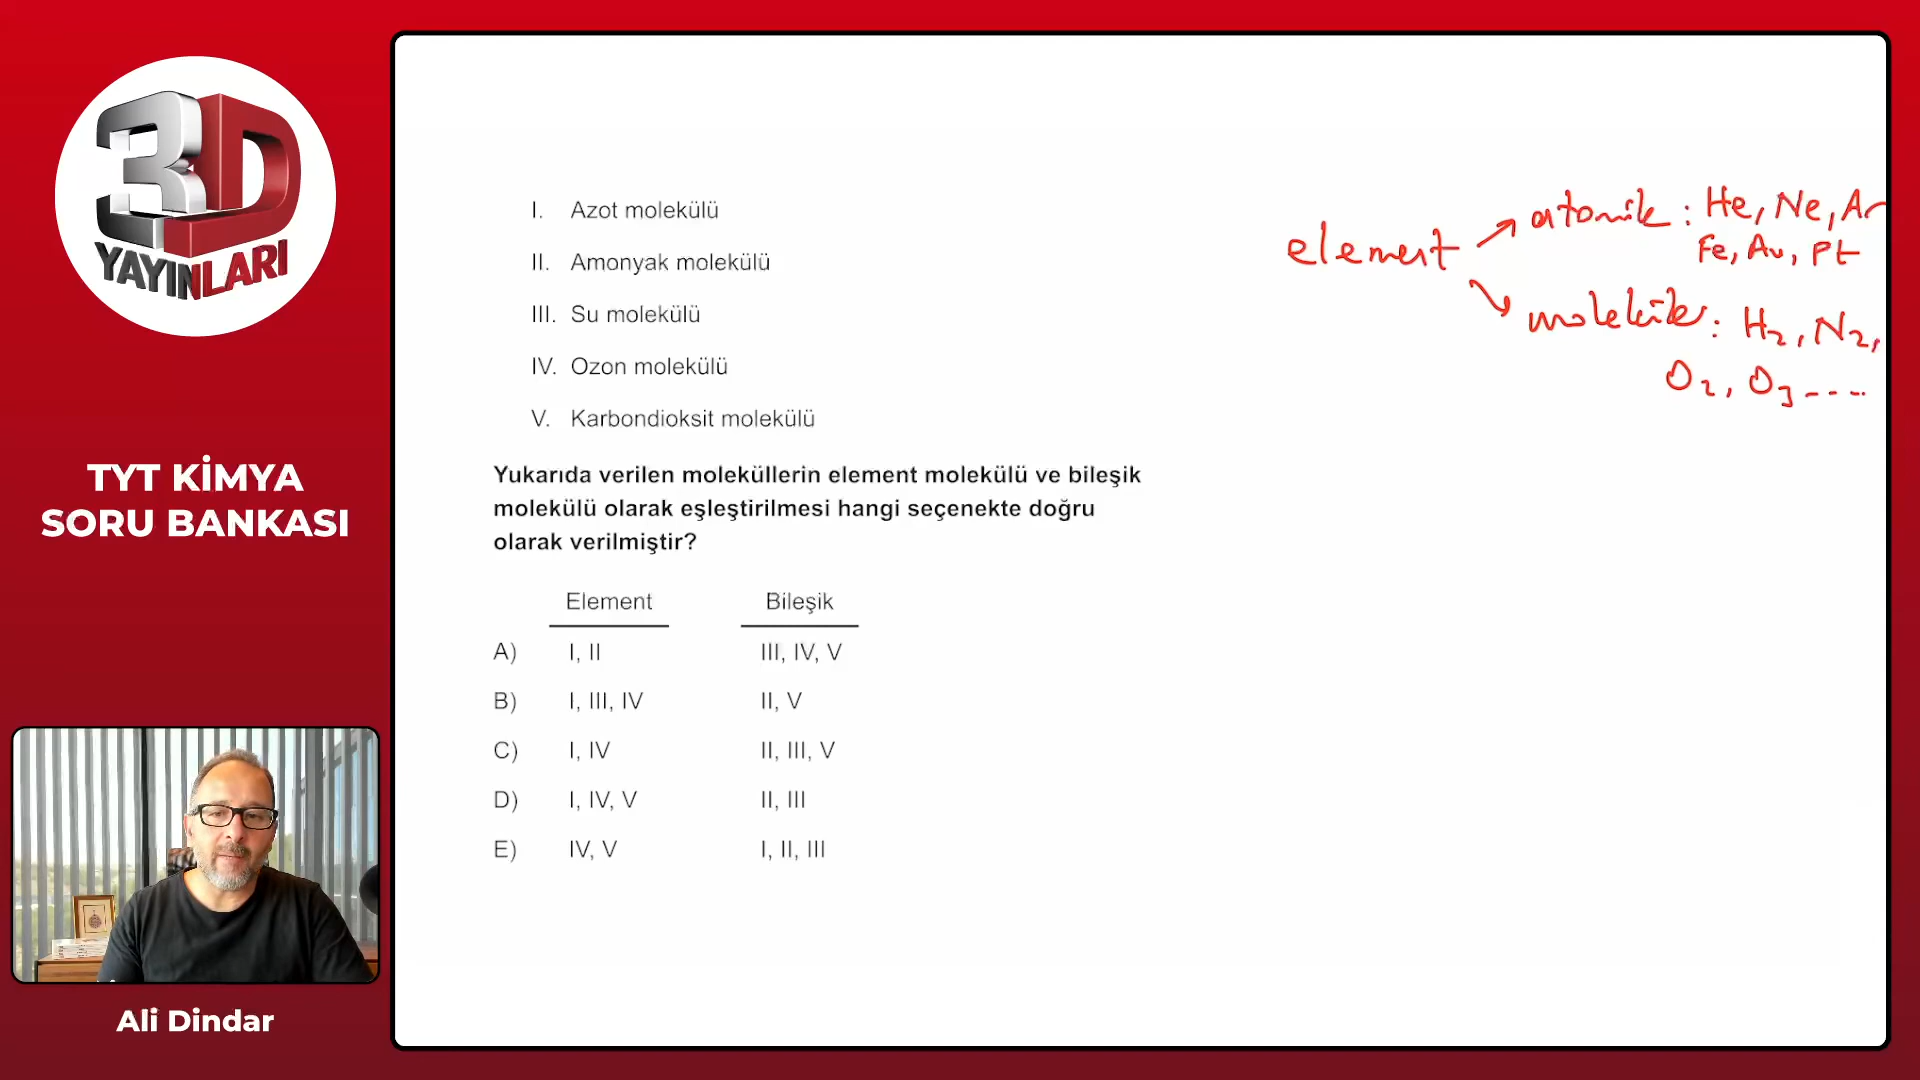 3D
YAYINLARI
TYT KİMYA
SORU BANKASI
Ali Dindar
I. Azot molekülü
II. Amonyak molekülü
III. Su molekülü
IV. Ozon molekülü
V. Karbondioksit molekülü
Yukarıda verilen moleküllerin element molekülü ve bileşik
molekülü olarak eşleştirilmesi hangi seçenekte doğru
olarak verilmiştir?
Element Bileşik
A) I, II III, IV, V
B) I, III, IV II, V
C) I, IV II, III, V
D) I, IV, V II, III
E) IV, V I, II, III
element
atomik : He, Ne, Ar
Fe, Au, Pt
moleküler : H₂, N₂,
O₂, O₃ ----